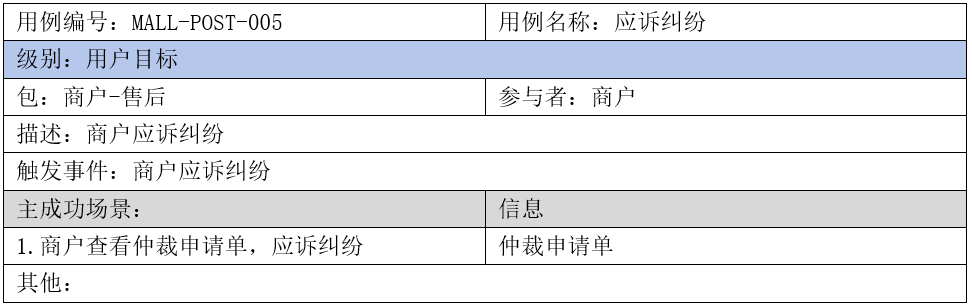 用例编号：MALL-POST-005
用例名称：应诉纠纷
级别：用户目标
包：商户-售后
参与者：商户
描述：商户应诉纠纷
触发事件：商户应诉纠纷
主成功场景：
信息
1.商户查看仲裁申请单，应诉纠纷
仲裁申请单
其他：